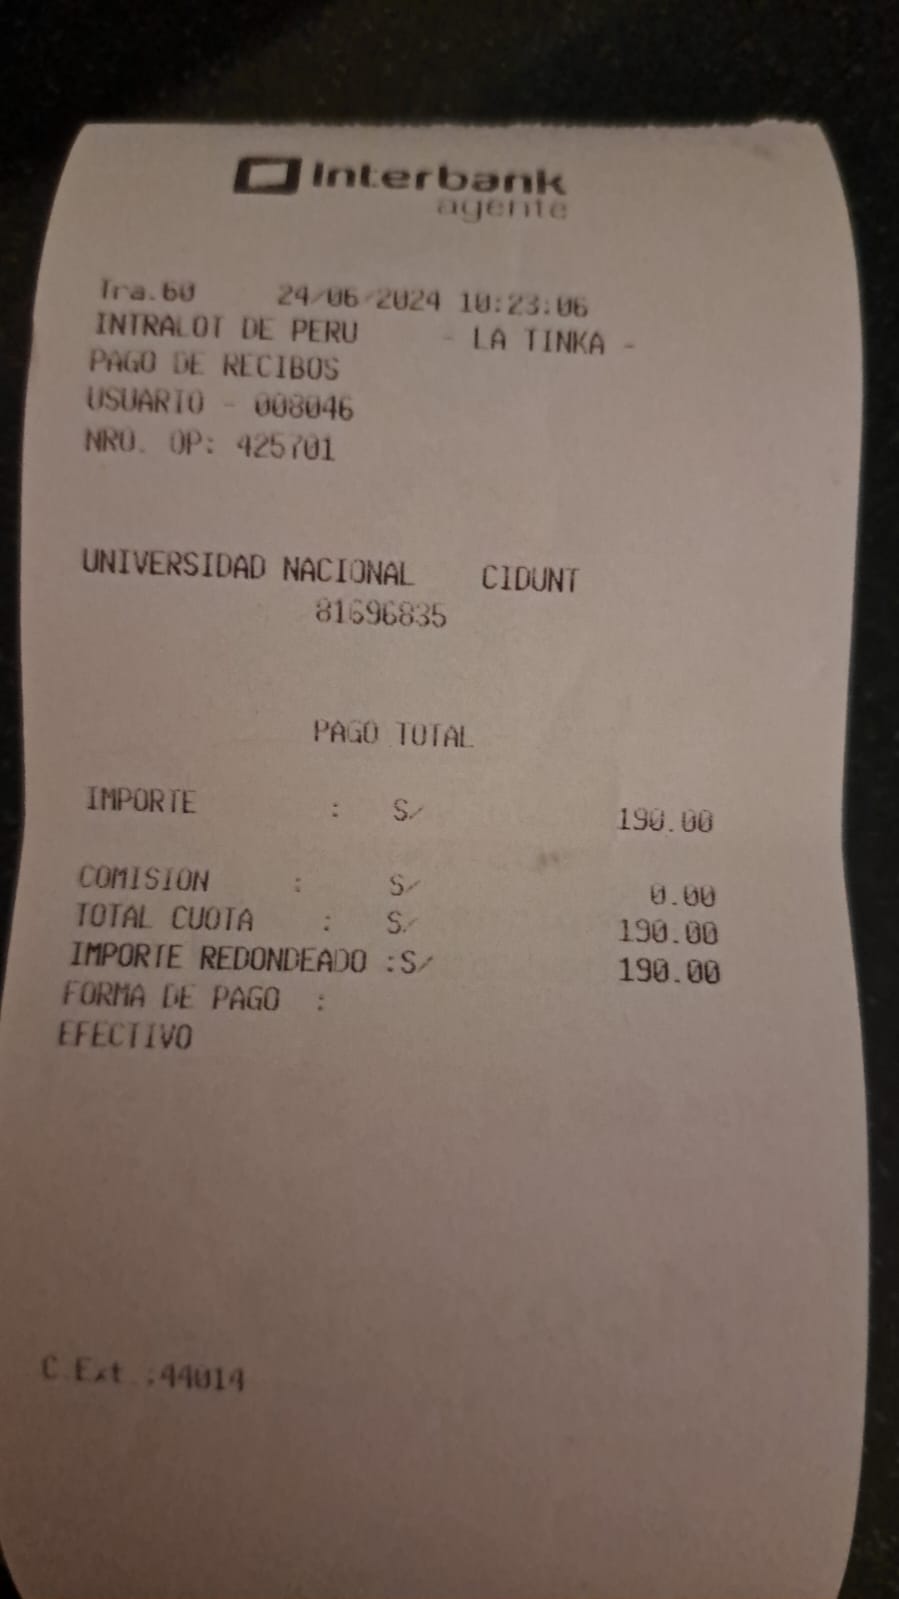 interbank
agente
Tra.60 24/06/2024 10:23:06
INTRALOT DE PERU - LA TINKA -
PAGO DE RECIBOS
USUARIO - 008046
NRO. OP: 425701
UNIVERSIDAD NACIONAL CIDUNT
81696835
PAGO TOTAL
IMPORTE : S/ 190.00
COMISION : S/ 0.00
TOTAL CUOTA : S/ 190.00
IMPORTE REDONDEADO :S/ 190.00
FORMA DE PAGO :
EFECTIVO
C.Ext.:44014